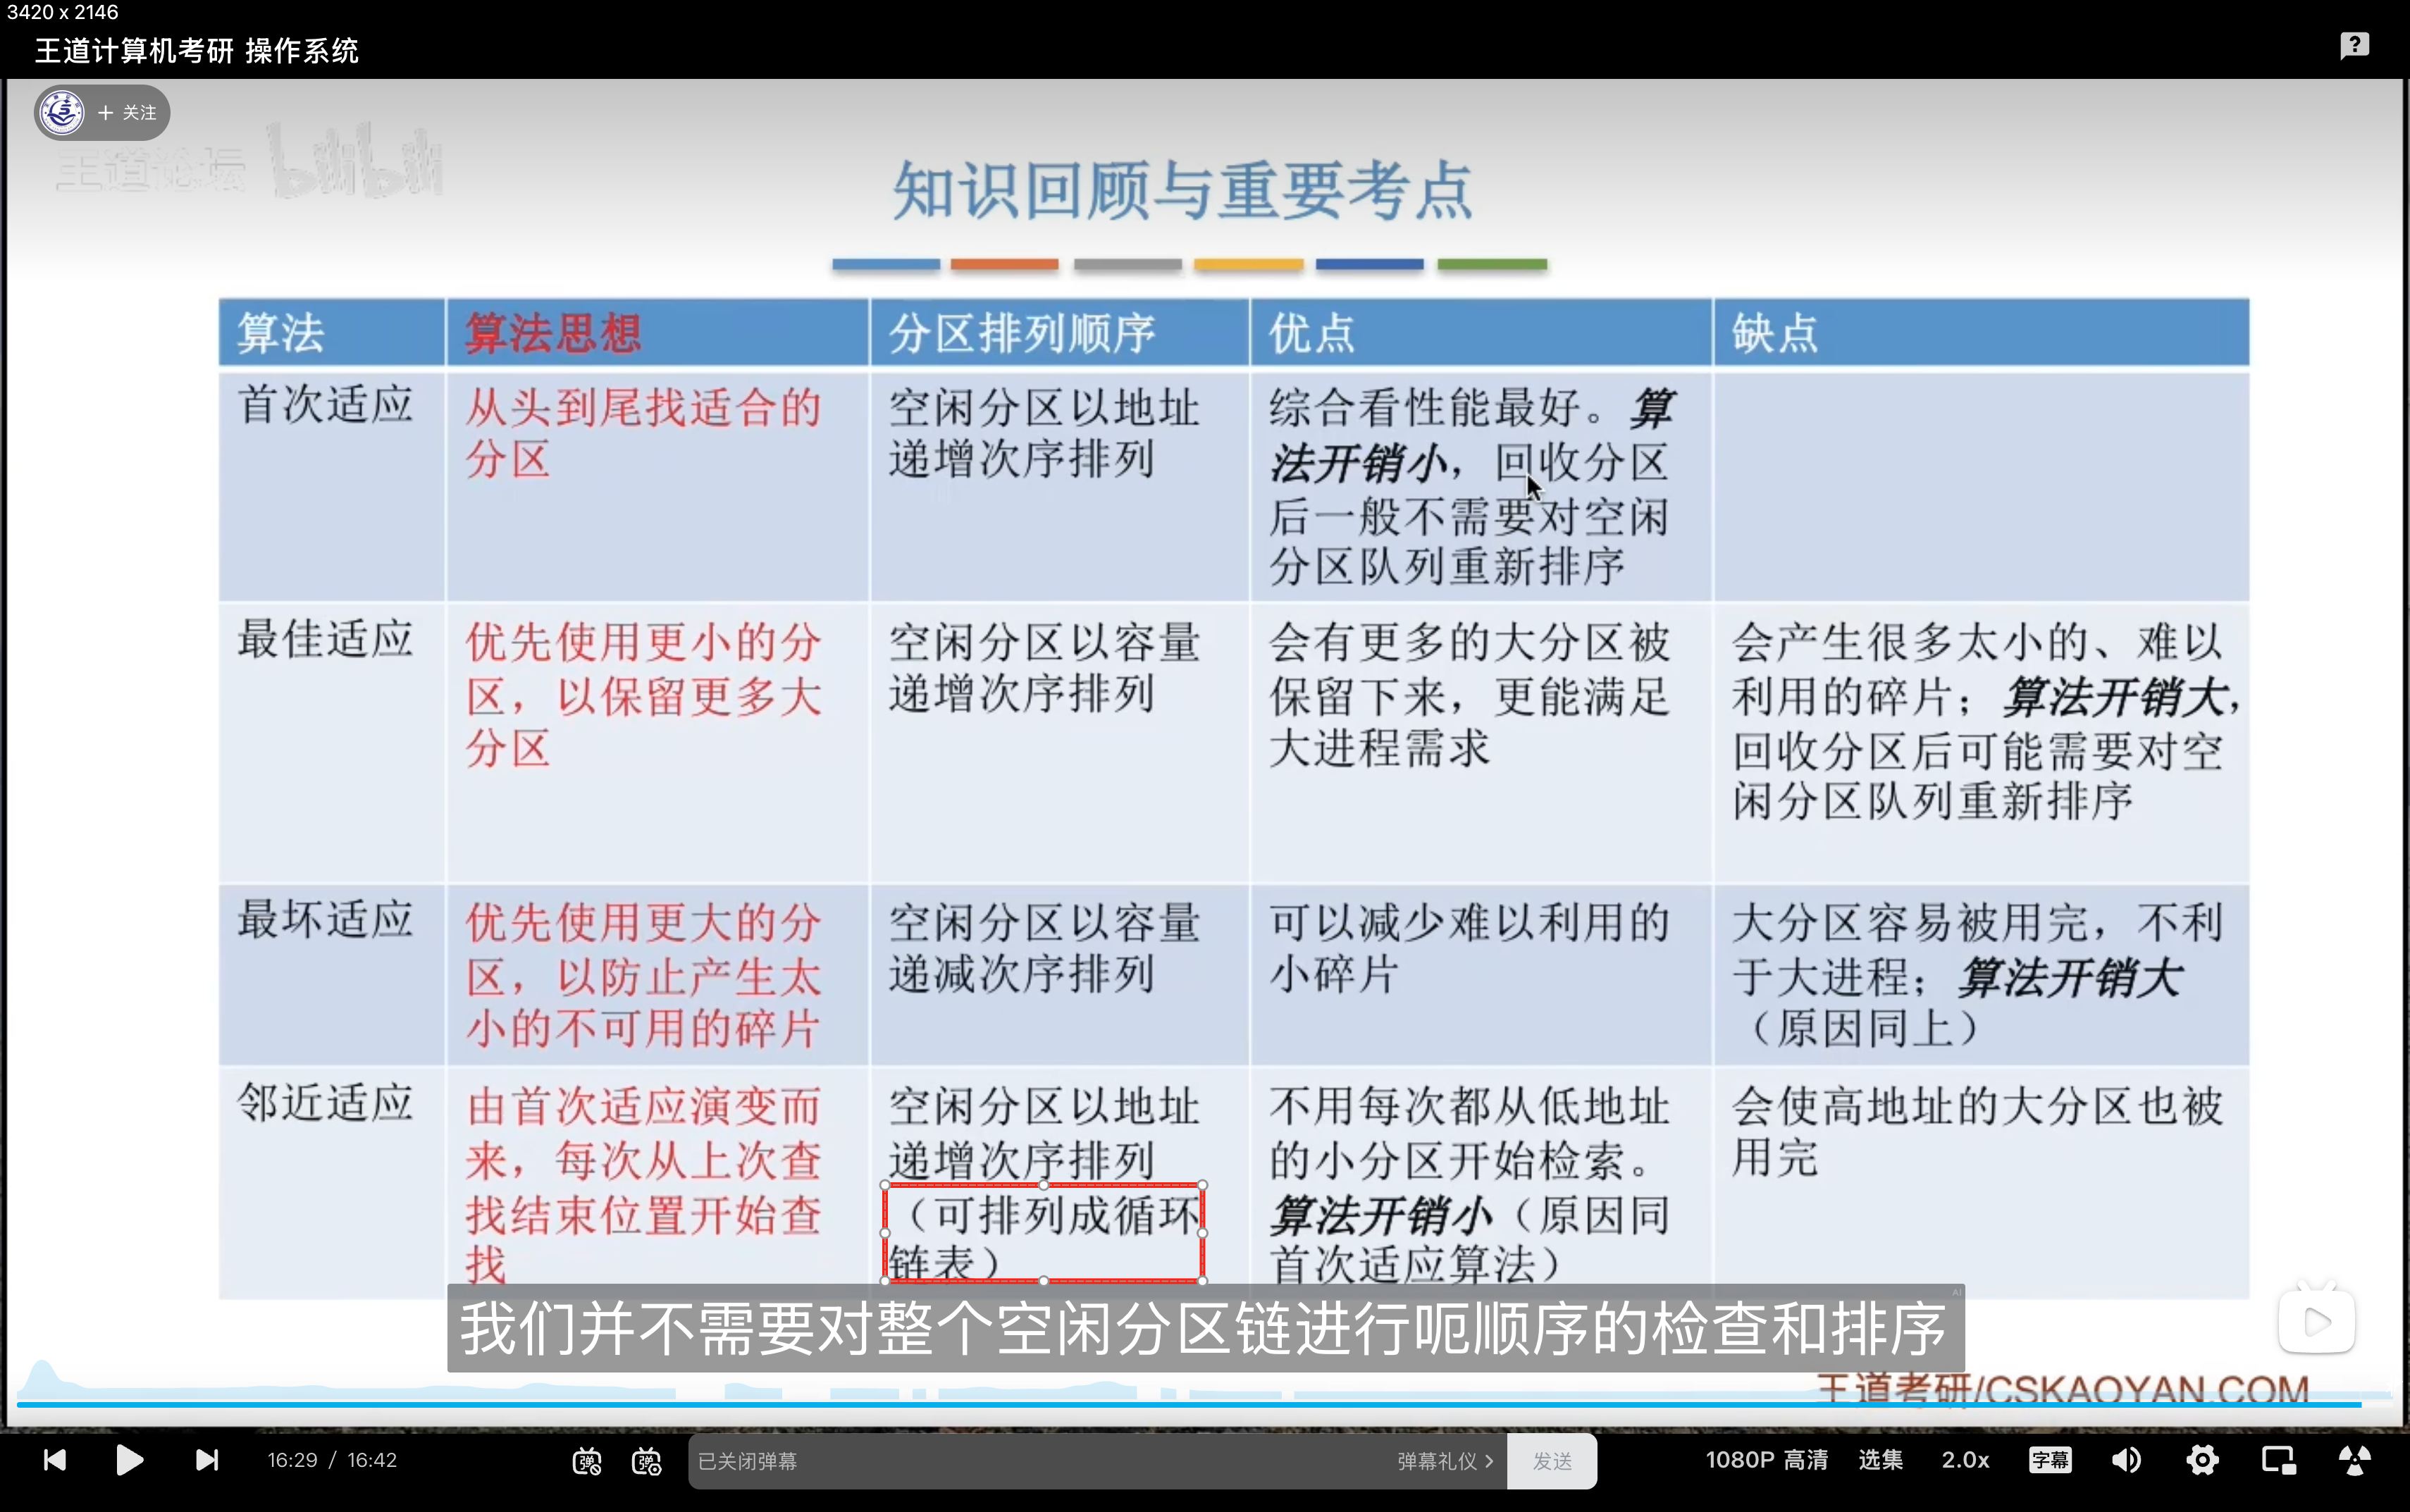 3420 x 2146
王道计算机考研 操作系统
+ 关注
王道论坛 bilibili
知识回顾与重要考点
算法 算法思想 分区排列顺序 优点 缺点
首次适应
从头到尾找适合的
分区
空闲分区以地址
递增次序排列
综合看性能最好。算
法开销小，回收分区
后一般不需要对空闲
分区队列重新排序
最佳适应
优先使用更小的分
区，以保留更多大
分区
空闲分区以容量
递增次序排列
会有更多的大分区被
保留下来，更能满足
大进程需求
会产生很多太小的、难以
利用的碎片；算法开销大，
回收分区后可能需要对空
闲分区队列重新排序
最坏适应
优先使用更大的分
区，以防止产生太
小的不可用的碎片
空闲分区以容量
递减次序排列
可以减少难以利用的
小碎片
大分区容易被用完，不利
于大进程；算法开销大
（原因同上）
邻近适应
由首次适应演变而
来，每次从上次查
找结束位置开始查
找
空闲分区以地址
递增次序排列
（可排列成循环
链表）
不用每次都从低地址
的小分区开始检索。
算法开销小（原因同
首次适应算法）
会使高地址的大分区也被
用完
AI
我们并不需要对整个空闲分区链进行呃顺序的检查和排序
王道考研/CSKAOYAN.COM
16:29 / 16:42
弹
弹
已关闭弹幕
弹幕礼仪 >
发送
1080P 高清
选集
2.0x
字幕